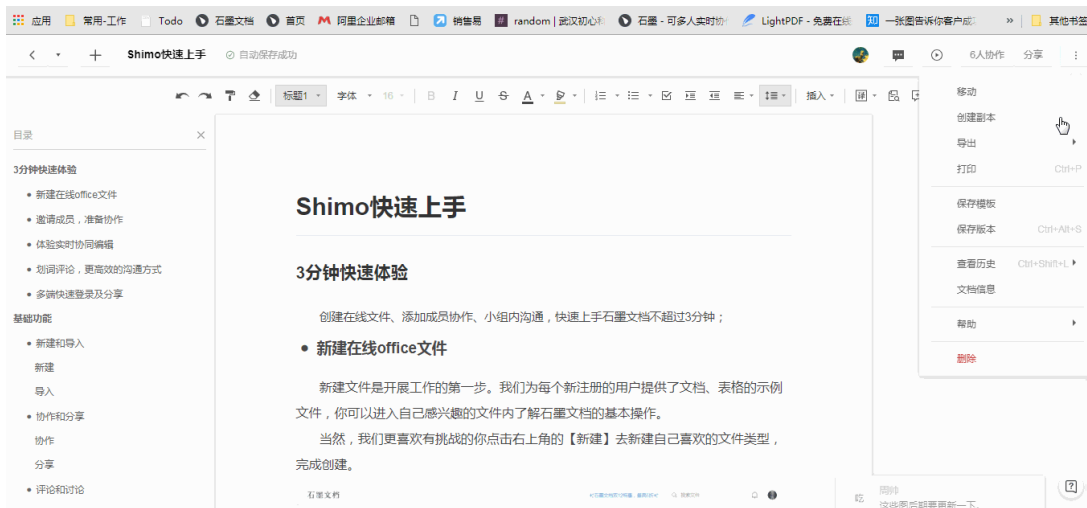 应用 常用-工作 Todo 石墨文档 首页 阿里企业邮箱 销售易 random | 武汉初心 石墨 - 可多人实时协 LightPDF - 免费在线 一张图告诉你客户成 » 其他书签
Shimo快速上手 自动保存成功 6人协作 分享
标题1 字体 16 B I U S A 插入
目录
3分钟快速体验
新建在线office文件
邀请成员，准备协作
体验实时协同编辑
划词评论，更高效的沟通方式
多端快速登录及分享
基础功能
新建和导入
新建
导入
协作和分享
协作
分享
评论和讨论
Shimo快速上手
3分钟快速体验
创建在线文件、添加成员协作、小组内沟通，快速上手石墨文档不超过3分钟；
新建在线office文件
新建文件是开展工作的第一步。我们为每个新注册的用户提供了文档、表格的示例
文件，你可以进入自己感兴趣的文件内了解石墨文档的基本操作。
当然，我们更喜欢有挑战的你点击右上角的【新建】去新建自己喜欢的文件类型，
完成创建。
石墨文档
移动
创建副本
导出
打印 Ctrl+P
保存模板
保存版本 Ctrl+Alt+S
查看历史 Ctrl+Shift+L
文档信息
帮助
删除
周帅
这些图后期要更新一下。